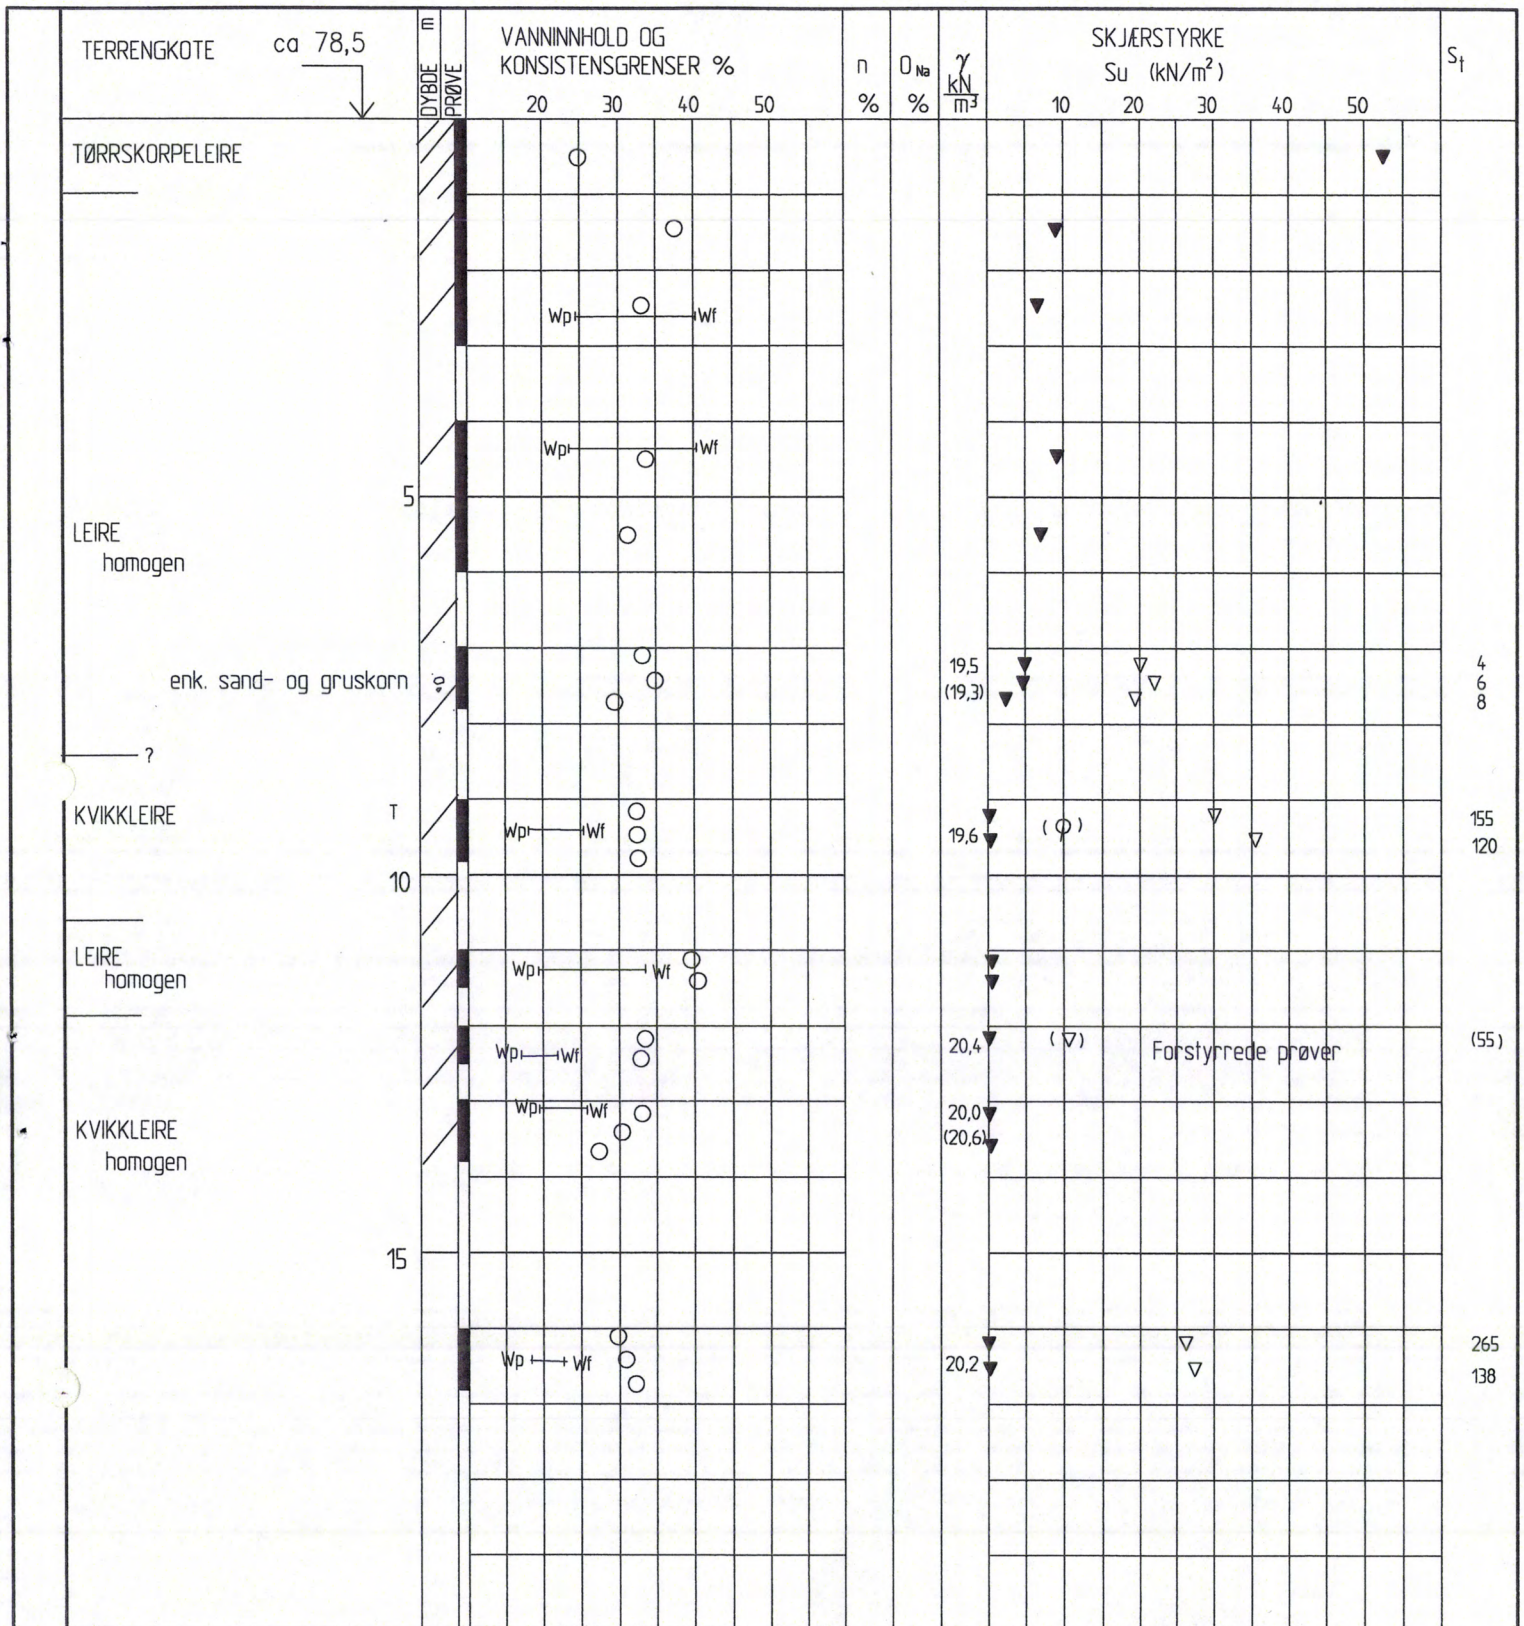 TERRENGKOTE ca 78,5
m
DYBDE
PRØVE
VANNINNHOLD OG
KONSISTENSGRENSER %
20 30 40 50
n
%
O Na
%
γ
kN
m³
SKJÆRSTYRKE
Su (kN/m²)
10 20 30 40 50
St
TØRRSKORPELEIRE
Wp Wf
Wp Wf
5
LEIRE
homogen
19,5 4
enk. sand- og gruskorn 6
(19,3) 8
?
KVIKKLEIRE T
155
Wp Wf 19,6 ( )
120
10
LEIRE
homogen
Wp Wf
Wp Wf 20,4 ( ) Forstyrrede prøver (55)
Wp Wf 20,0
KVIKKLEIRE (20,6)
homogen
15
265
Wp Wf 20,2
138